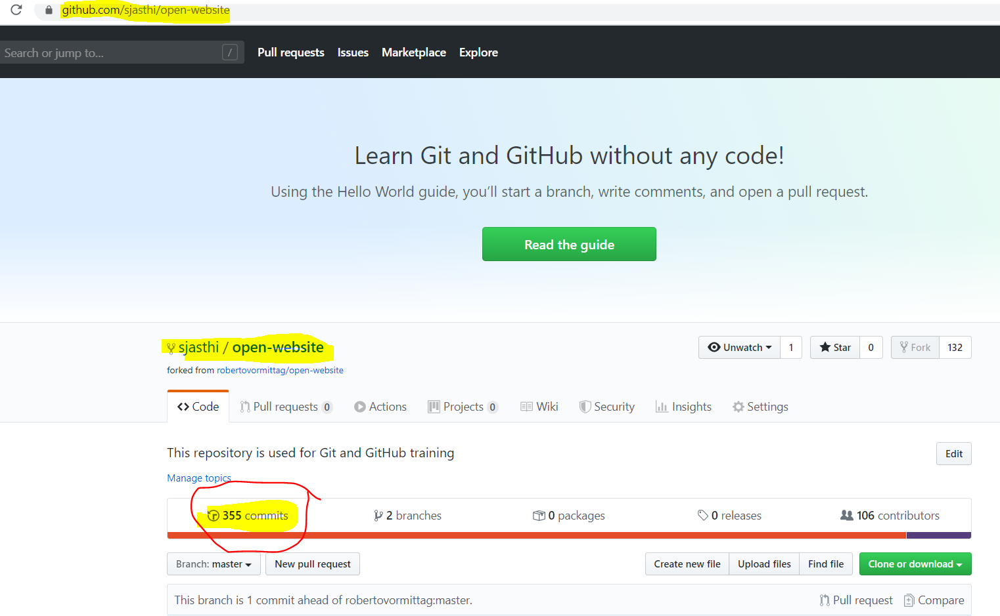 github.com/sjasthi/open-website
Search or jump to... / Pull requests Issues Marketplace Explore
Learn Git and GitHub without any code!
Using the Hello World guide, you’ll start a branch, write comments, and open a pull request.
Read the guide
sjasthi / open-website Unwatch 1 Star 0 Fork 132
forked from robertovormittag/open-website
<> Code Pull requests 0 Actions Projects 0 Wiki Security Insights Settings
This repository is used for Git and GitHub training Edit
Manage topics
355 commits 2 branches 0 packages 0 releases 106 contributors
Branch: master New pull request Create new file Upload files Find file Clone or download
This branch is 1 commit ahead of robertovormittag:master. Pull request Compare